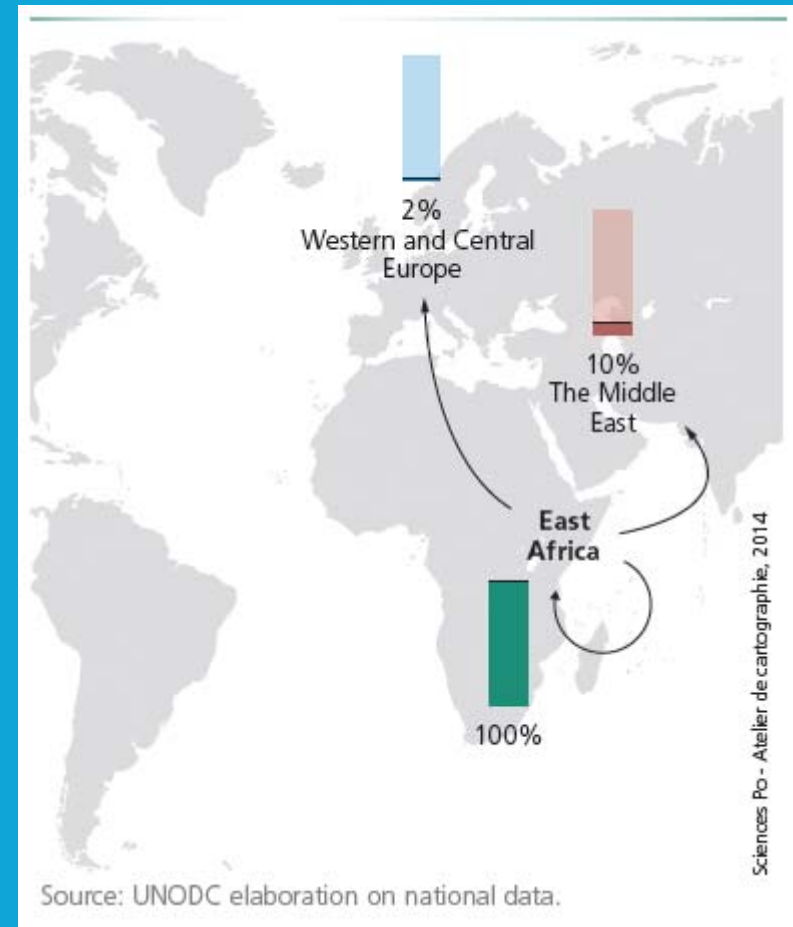 2%
Western and Central
Europe
10%
The Middle
East
East
Africa
100%
Sciences Po - Atelier de cartographie, 2014
Source: UNODC elaboration on national data.